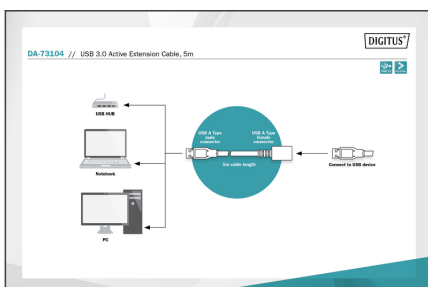 DIGITUS®
DA-73104 // USB 3.0 Active Extension Cable, 5m
USB HUB
USB A Type
male
connector
USB A Type
female
connector
5m cable length
Notebook
Connect to USB device
PC